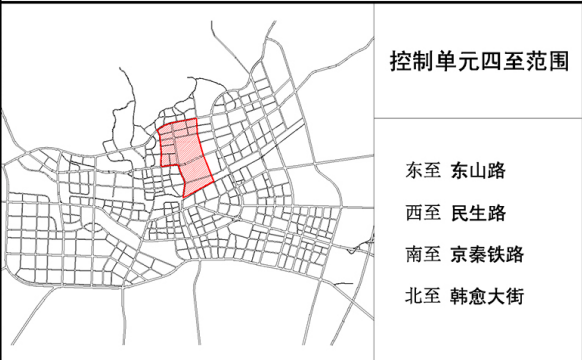 控制单元四至范围
东至 东山路
西至 民生路
南至 京秦铁路
北至 韩愈大街